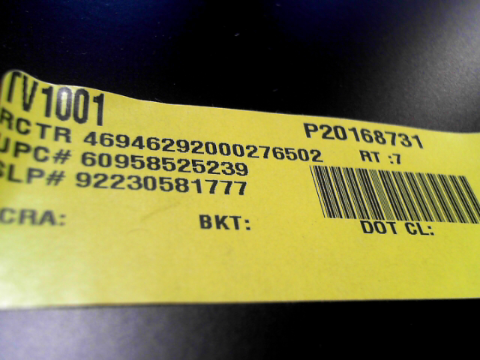 TV1001
P20168731
RCTR 46946292000276502 RT :7
UPC# 60958525239
SLP# 92230581777
CRA: BKT: DOT CL: